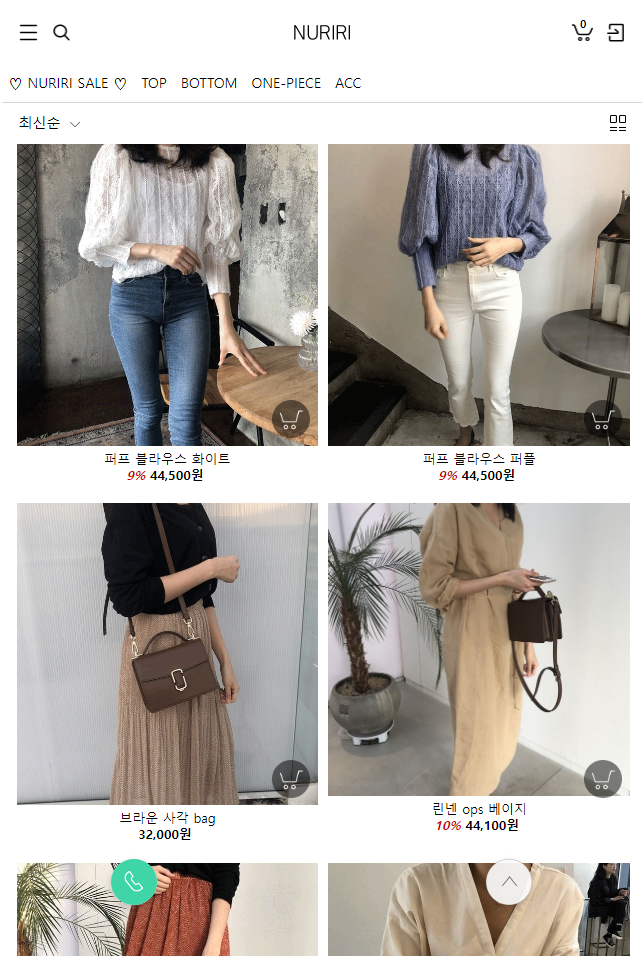 NURIRI
0
♡ NURIRI SALE ♡ TOP BOTTOM ONE-PIECE ACC
최신순
퍼프 블라우스 화이트
9% 44,500원
퍼프 블라우스 퍼플
9% 44,500원
브라운 사각 bag
32,000원
린넨 ops 베이지
10% 44,100원